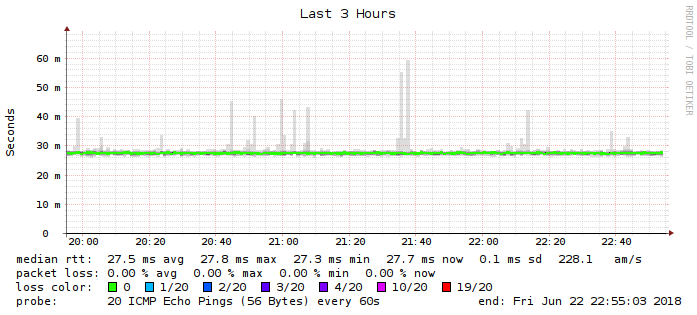 Last 3 Hours
RRDTOOL / TOBI OETIKER
Seconds
60 m
50 m
40 m
30 m
20 m
10 m
0
20:00 20:20 20:40 21:00 21:20 21:40 22:00 22:20 22:40
median rtt: 27.5 ms avg 27.8 ms max 27.3 ms min 27.7 ms now 0.1 ms sd 228.1 am/s
packet loss: 0.00 % avg 0.00 % max 0.00 % min 0.00 % now
loss color: 0 1/20 2/20 3/20 4/20 10/20 19/20
probe: 20 ICMP Echo Pings (56 Bytes) every 60s end: Fri Jun 22 22:55:03 2018